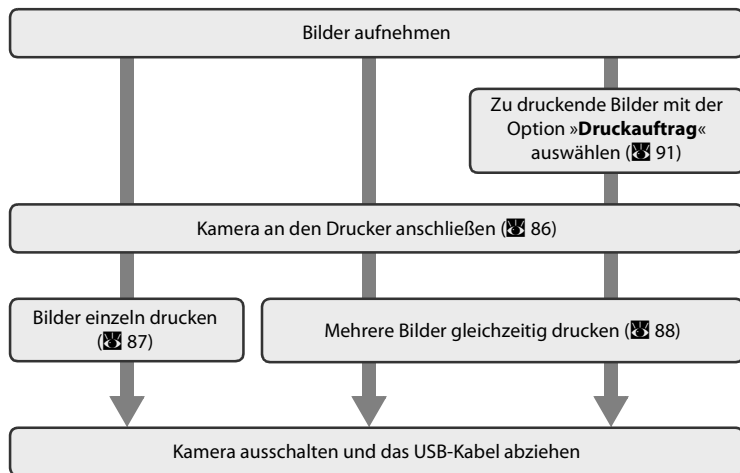 Bilder aufnehmen
Zu druckende Bilder mit der
Option »Druckauftrag«
auswählen ( 91)
Kamera an den Drucker anschließen ( 86)
Bilder einzeln drucken
( 87)
Mehrere Bilder gleichzeitig drucken ( 88)
Kamera ausschalten und das USB-Kabel abziehen